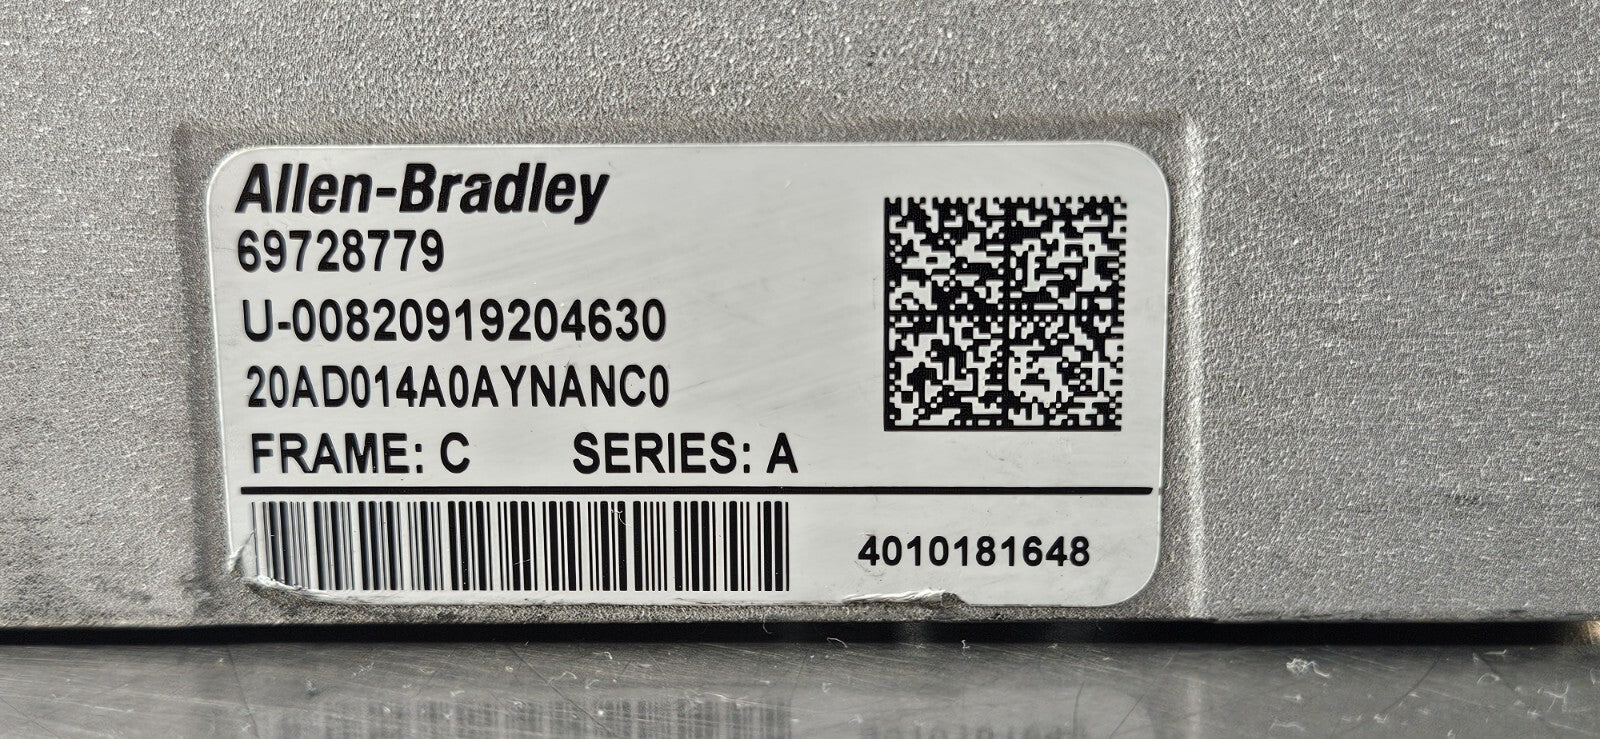 Allen-Bradley
69728779
U-00820919204630
20AD014A0AYNANC0
FRAME: C SERIES: A
4010181648